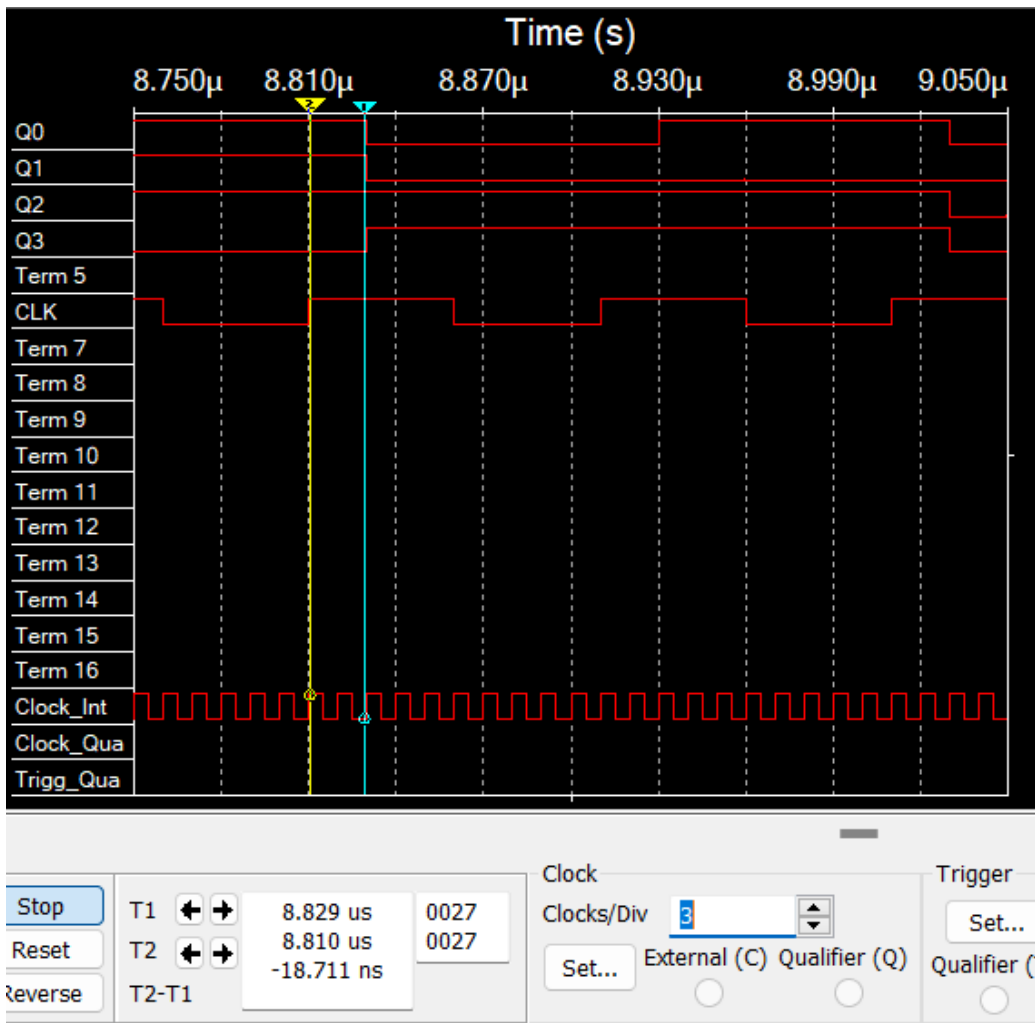 Time (s)
8.750µ 8.810µ 8.870µ 8.930µ 8.990µ 9.050µ
2 1
Q0
Q1
Q2
Q3
Term 5
CLK
Term 7
Term 8
Term 9
Term 10
Term 11
Term 12
Term 13
Term 14
Term 15
Term 16
Clock_Int
Clock_Qua
Trigg_Qua
Stop
Reset
Reverse
T1 8.829 us 0027
T2 8.810 us 0027
T2-T1 -18.711 ns
Clock
Clocks/Div 3
Set... External (C) Qualifier (Q)
Trigger
Set...
Qualifier (